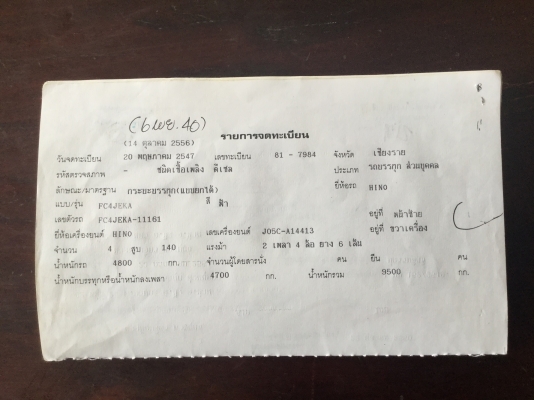 (6 เมย. 40)
รายการจดทะเบียน
(14 ตุลาคม 2556)
วันจดทะเบียน 20 พฤษภาคม 2547 เลขทะเบียน 81 - 7984 จังหวัด เชียงราย
รหัสตรวจสภาพ - ชนิดเชื้อเพลิง ดีเซล ประเภท รถบรรทุก ส่วนบุคคล
ลักษณะ/มาตรฐาน กระบะบรรทุก(แบบยกได้) ยี่ห้อรถ HINO
แบบ/รุ่น FC4JEKA สี ฟ้า
เลขตัวรถ FC4JEKA-11161 อยู่ที่ หน้าซ้าย
ยี่ห้อเครื่องยนต์ HINO เลขเครื่องยนต์ J05C-A14413 อยู่ที่ ขวาเครื่อง
จำนวน 4 สูบ 140 แรงม้า 2 เพลา 4 ล้อ ยาง 6 เส้น
น้ำหนักรถ 4800 กก. จำนวนผู้โดยสารนั่ง คน ยืน คน
น้ำหนักบรรทุกหรือน้ำหนักลงเพลา 4700 กก. น้ำหนักรวม 9500 กก.